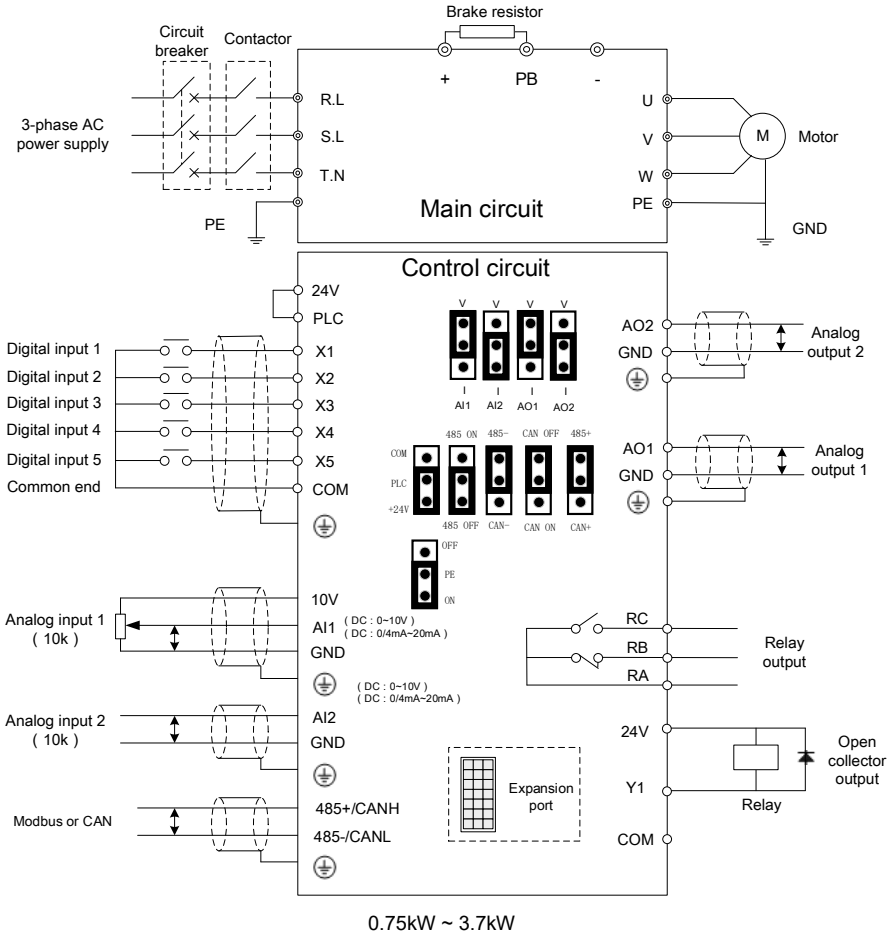 Brake resistor
Circuit
breaker
Contactor
+
PB
-
R.L
S.L
T.N
3-phase AC
power supply
PE
U
V
W
PE
M
Motor
GND
Main circuit
Control circuit
24V
PLC
Digital input 1
X1
Digital input 2
X2
Digital input 3
X3
Digital input 4
X4
Digital input 5
X5
Common end
COM
V V V V
I I I I
AI1 AI2 AO1 AO2
485 ON 485- CAN OFF 485+
COM
PLC
+24V
485 OFF CAN- CAN ON CAN+
OFF
PE
ON
AO2
GND
Analog
output 2
AO1
GND
Analog
output 1
10V
Analog input 1
( 10k )
AI1
( DC : 0~10V )
( DC : 0/4mA~20mA )
GND
( DC : 0~10V )
( DC : 0/4mA~20mA )
Analog input 2
( 10k )
AI2
GND
Modbus or CAN
485+/CANH
485-/CANL
RC
RB
RA
Relay
output
24V
Y1
COM
Relay
Open
collector
output
Expansion
port
0.75kW ~ 3.7kW